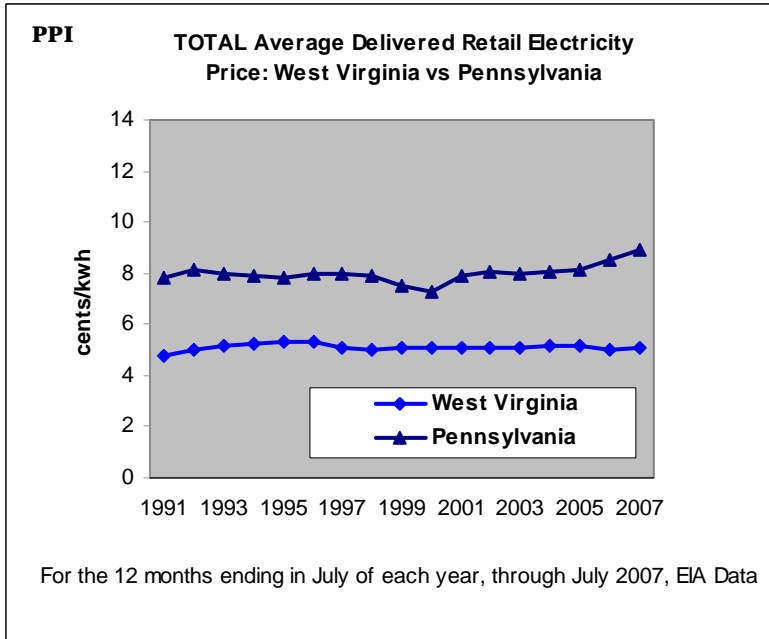 PPI
TOTAL Average Delivered Retail Electricity
Price: West Virginia vs Pennsylvania
cents/kwh
14
12
10
8
6
4
2
0
West Virginia
Pennsylvania
1991 1993 1995 1997 1999 2001 2003 2005 2007
For the 12 months ending in July of each year, through July 2007, EIA Data